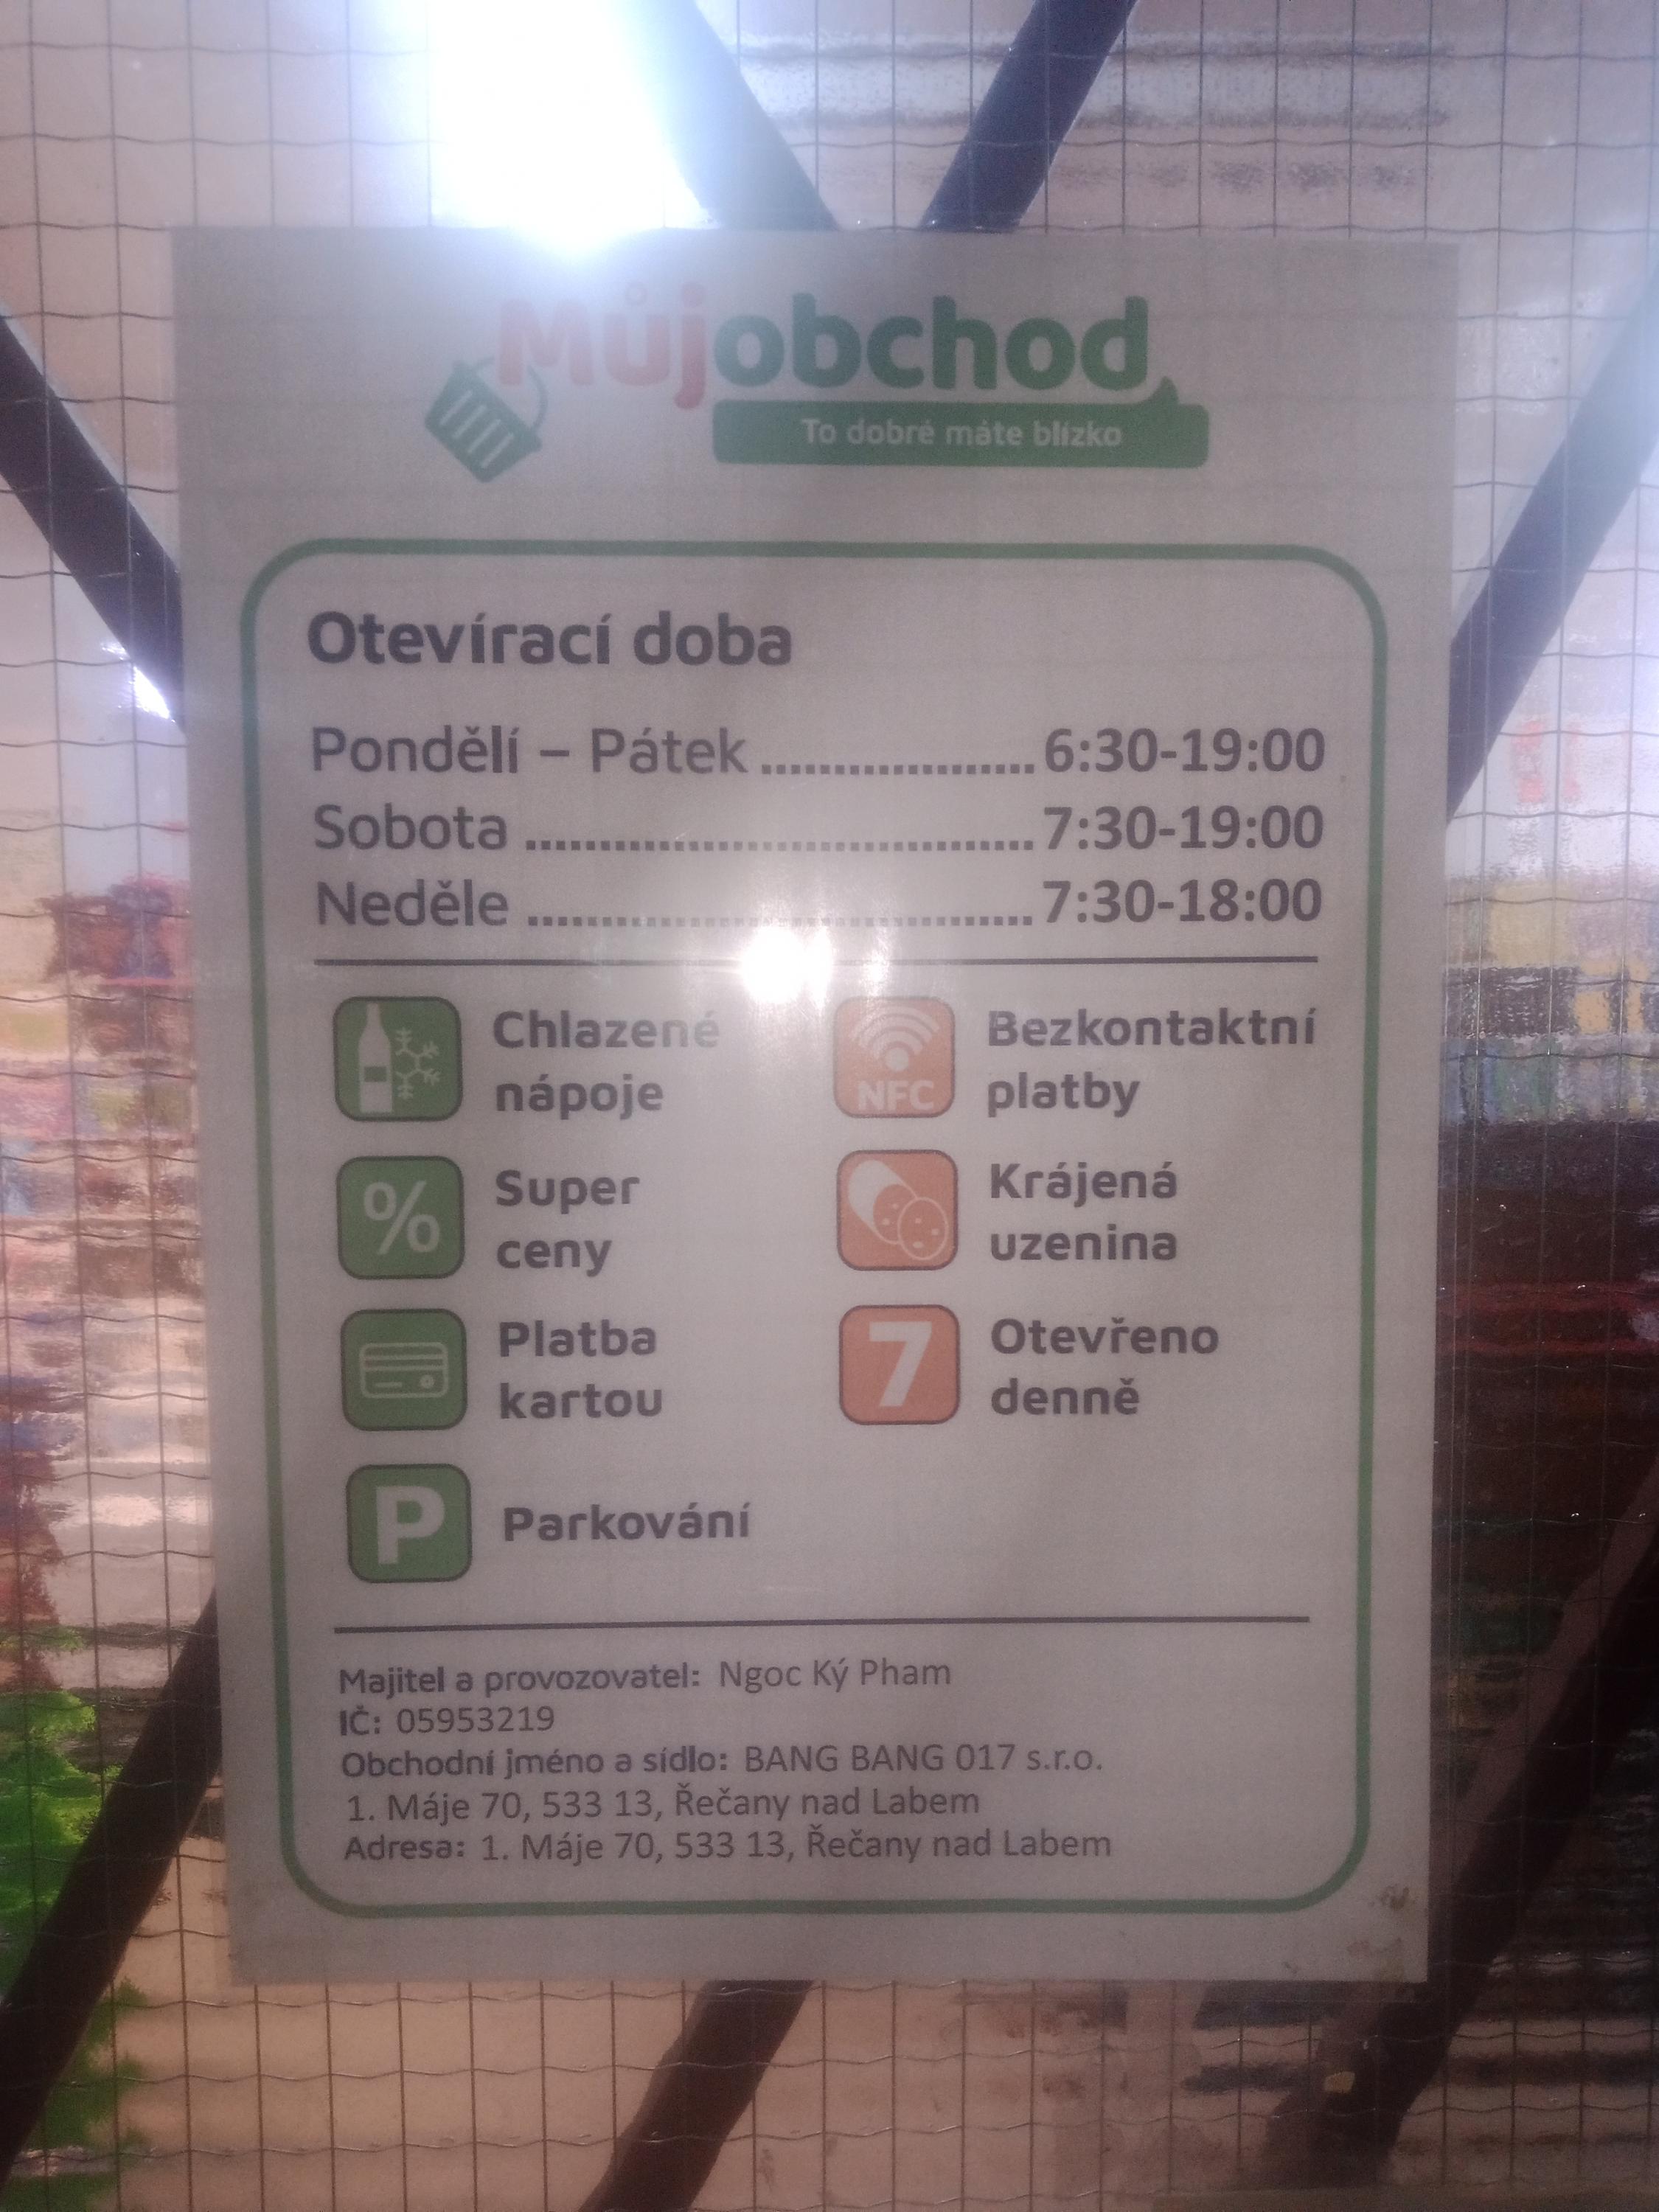 Můjobchod
To dobré máte blízko
Otevírací doba
Pondělí – Pátek ................... 6:30-19:00
Sobota ................................... 7:30-19:00
Neděle ................................... 7:30-18:00
Chlazené
nápoje
NFC
Bezkontaktní
platby
%
Super
ceny
Krájená
uzenina
Platba
kartou
7
Otevřeno
denně
P
Parkování
Majitel a provozovatel: Ngoc Ký Pham
IČ: 05953219
Obchodní jméno a sídlo: BANG BANG 017 s.r.o.
1. Máje 70, 533 13, Řečany nad Labem
Adresa: 1. Máje 70, 533 13, Řečany nad Labem